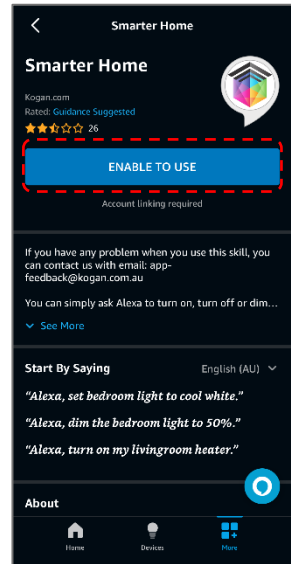 Smarter Home
Smarter Home
Kogan.com
Rated: Guidance Suggested
26
ENABLE TO USE
Account linking required
If you have any problem when you use this skill, you
can contact us with email: app-
feedback@kogan.com.au
You can simply ask Alexa to turn on, turn off or dim...
See More
Start By Saying
English (AU)
“Alexa, set bedroom light to cool white.”
“Alexa, dim the bedroom light to 50%.”
“Alexa, turn on my livingroom heater.”
About
Home
Devices
More